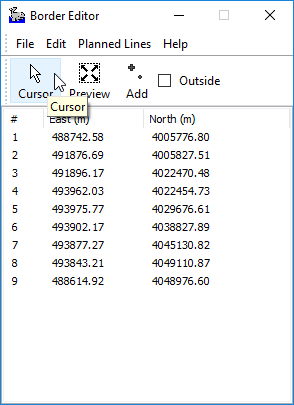 Border Editor
File Edit Planned Lines Help
Cursor Preview Add Outside
Cursor
# East (m) North (m)
1 488742.58 4005776.80
2 491876.69 4005827.51
3 491896.17 4022470.48
4 493962.03 4022454.73
5 493975.77 4029676.61
6 493902.17 4038827.89
7 493877.27 4045130.82
8 493843.21 4049110.87
9 488614.92 4048976.60